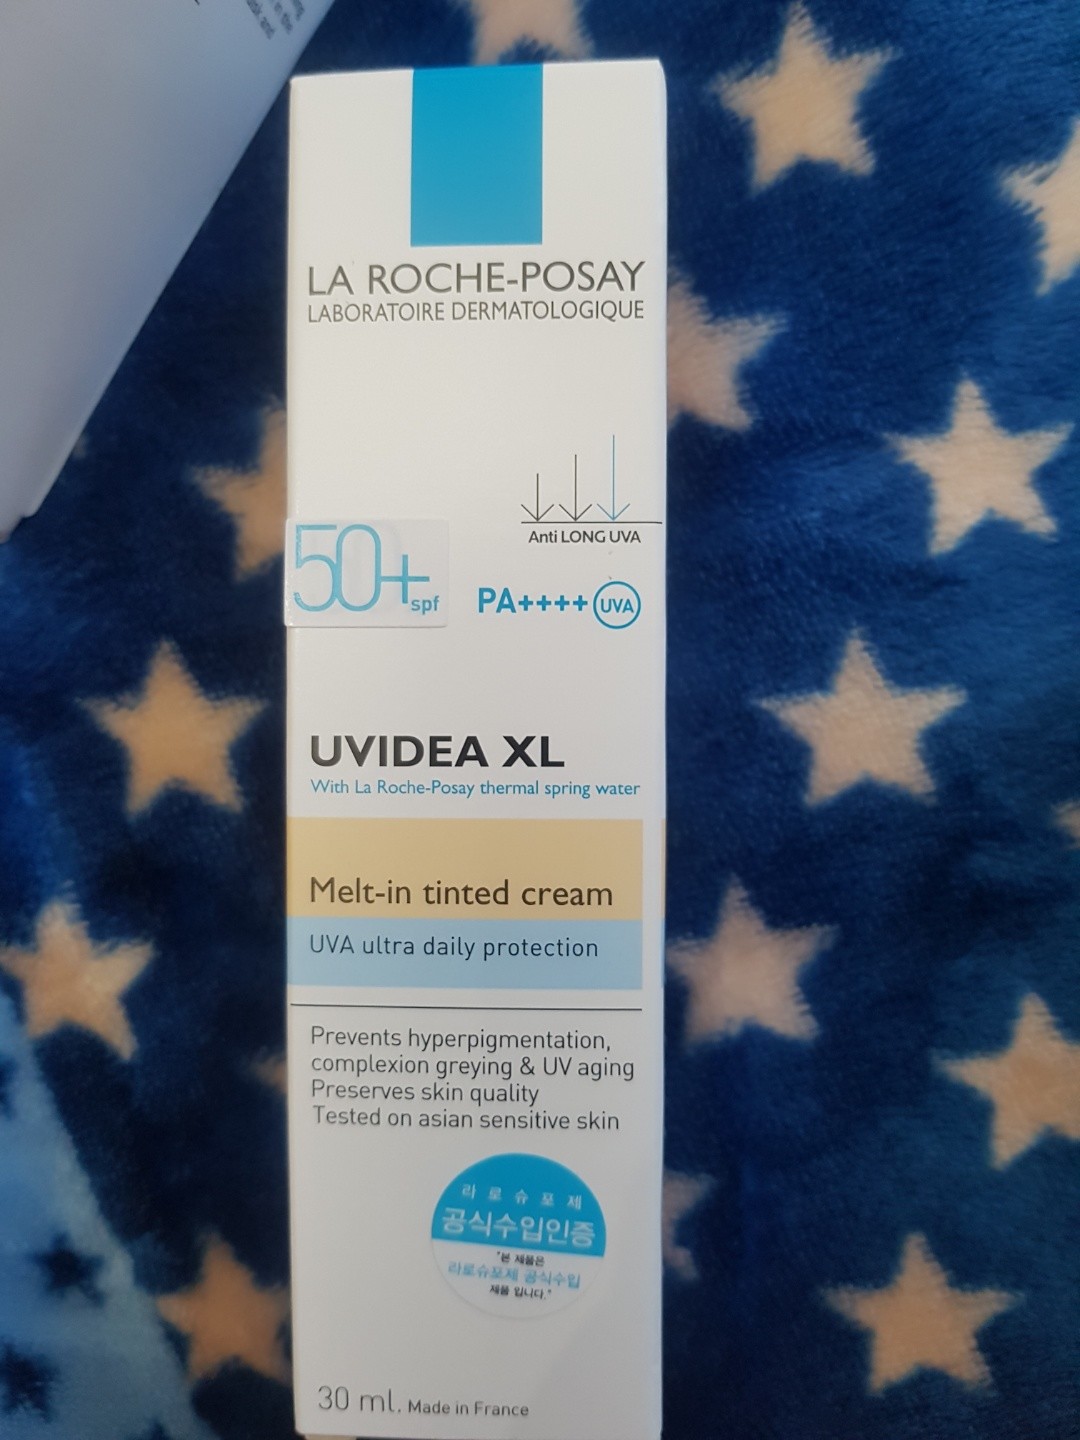 LA ROCHE-POSAY
LABORATOIRE DERMATOLOGIQUE
Anti LONG UVA
50+ spf
PA++++ UVA
UVIDEA XL
With La Roche-Posay thermal spring water
Melt-in tinted cream
UVA ultra daily protection
Prevents hyperpigmentation,
complexion greying & UV aging
Preserves skin quality
Tested on asian sensitive skin
라로슈포제
공식수입인증
"본 제품은
라로슈포제 공식수입
제품 입니다."
30 ml. Made in France